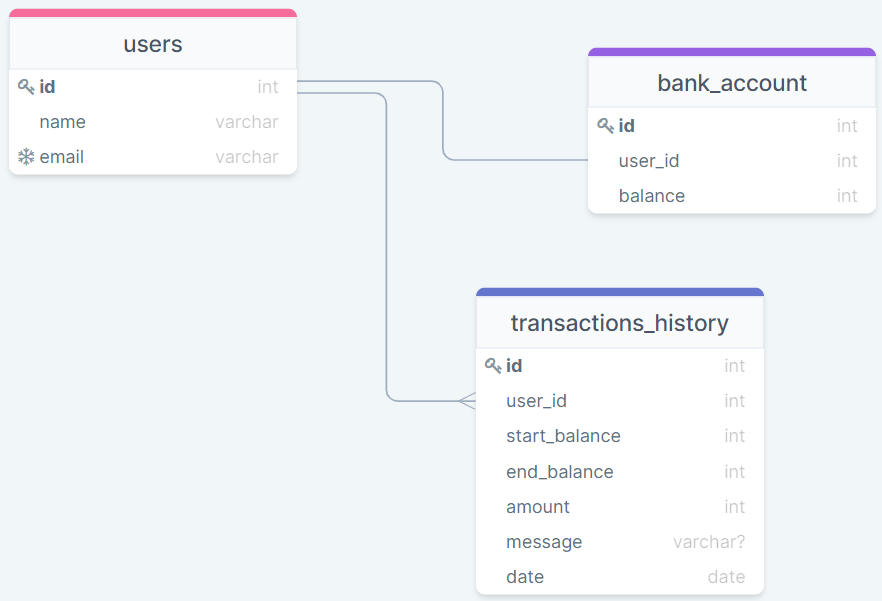 users
id int
name varchar
email varchar
bank_account
id int
user_id int
balance int
transactions_history
id int
user_id int
start_balance int
end_balance int
amount int
message varchar?
date date